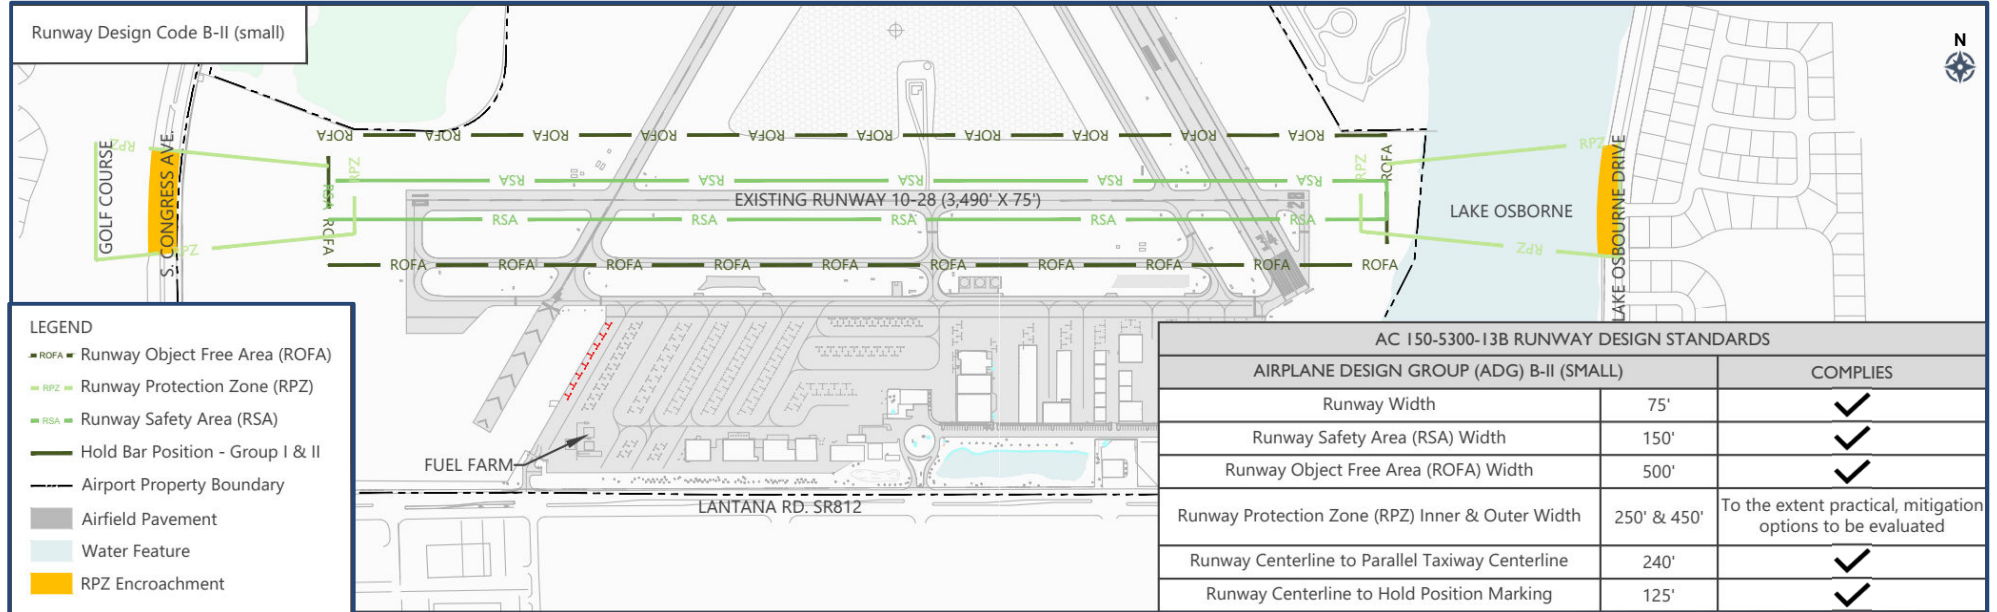 Runway Design Code B-II (small)
N
ROFA ROFA ROFA ROFA ROFA ROFA ROFA ROFA ROFA ROFA
RPZ
RPZ
GOLF COURSE
S. CONGRESS AVE.
RPZ
RSA
ROFA
RPZ
RSA RSA RSA RSA RSA
10
EXISTING RUNWAY 10-28 (3,490' X 75')
28
RSA RSA RSA RSA RSA
RPZ
ROFA
LAKE OSBORNE
LAKE OSBOURNE DRIVE
RPZ
RPZ
ROFA ROFA ROFA ROFA ROFA ROFA ROFA ROFA ROFA ROFA
LEGEND
ROFA Runway Object Free Area (ROFA)
RPZ Runway Protection Zone (RPZ)
RSA Runway Safety Area (RSA)
Hold Bar Position - Group I & II
Airport Property Boundary
Airfield Pavement
Water Feature
RPZ Encroachment
FUEL FARM
LANTANA RD. SR812
AC 150-5300-13B RUNWAY DESIGN STANDARDS
AIRPLANE DESIGN GROUP (ADG) B-II (SMALL) COMPLIES
Runway Width 75'
Runway Safety Area (RSA) Width 150'
Runway Object Free Area (ROFA) Width 500'
Runway Protection Zone (RPZ) Inner & Outer Width 250' & 450' To the extent practical, mitigation
options to be evaluated
Runway Centerline to Parallel Taxiway Centerline 240'
Runway Centerline to Hold Position Marking 125'